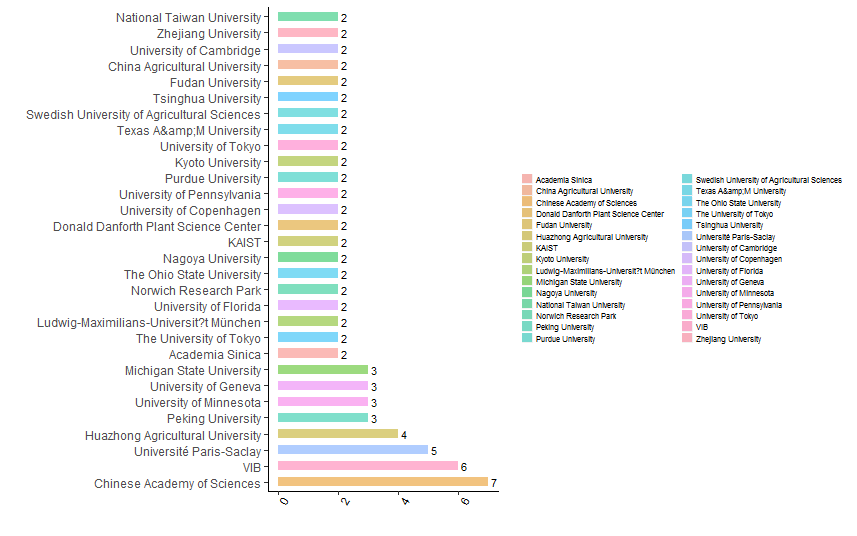 National Taiwan University 2
Zhejiang University 2
University of Cambridge 2
China Agricultural University 2
Fudan University 2
Tsinghua University 2
Swedish University of Agricultural Sciences 2
Texas A&amp;M University 2
University of Tokyo 2
Kyoto University 2
Purdue University 2
University of Pennsylvania 2
University of Copenhagen 2
Donald Danforth Plant Science Center 2
KAIST 2
Nagoya University 2
The Ohio State University 2
Norwich Research Park 2
University of Florida 2
Ludwig-Maximilians-Universit?t München 2
The University of Tokyo 2
Academia Sinica 2
Michigan State University 3
University of Geneva 3
University of Minnesota 3
Peking University 3
Huazhong Agricultural University 4
Université Paris-Saclay 5
VIB 6
Chinese Academy of Sciences 7
0 2 4 6
Academia Sinica
China Agricultural University
Chinese Academy of Sciences
Donald Danforth Plant Science Center
Fudan University
Huazhong Agricultural University
KAIST
Kyoto University
Ludwig-Maximilians-Universit?t München
Michigan State University
Nagoya University
National Taiwan University
Norwich Research Park
Peking University
Purdue University
Swedish University of Agricultural Sciences
Texas A&amp;M University
The Ohio State University
The University of Tokyo
Tsinghua University
Université Paris-Saclay
University of Cambridge
University of Copenhagen
University of Florida
University of Geneva
University of Minnesota
University of Pennsylvania
University of Tokyo
VIB
Zhejiang University